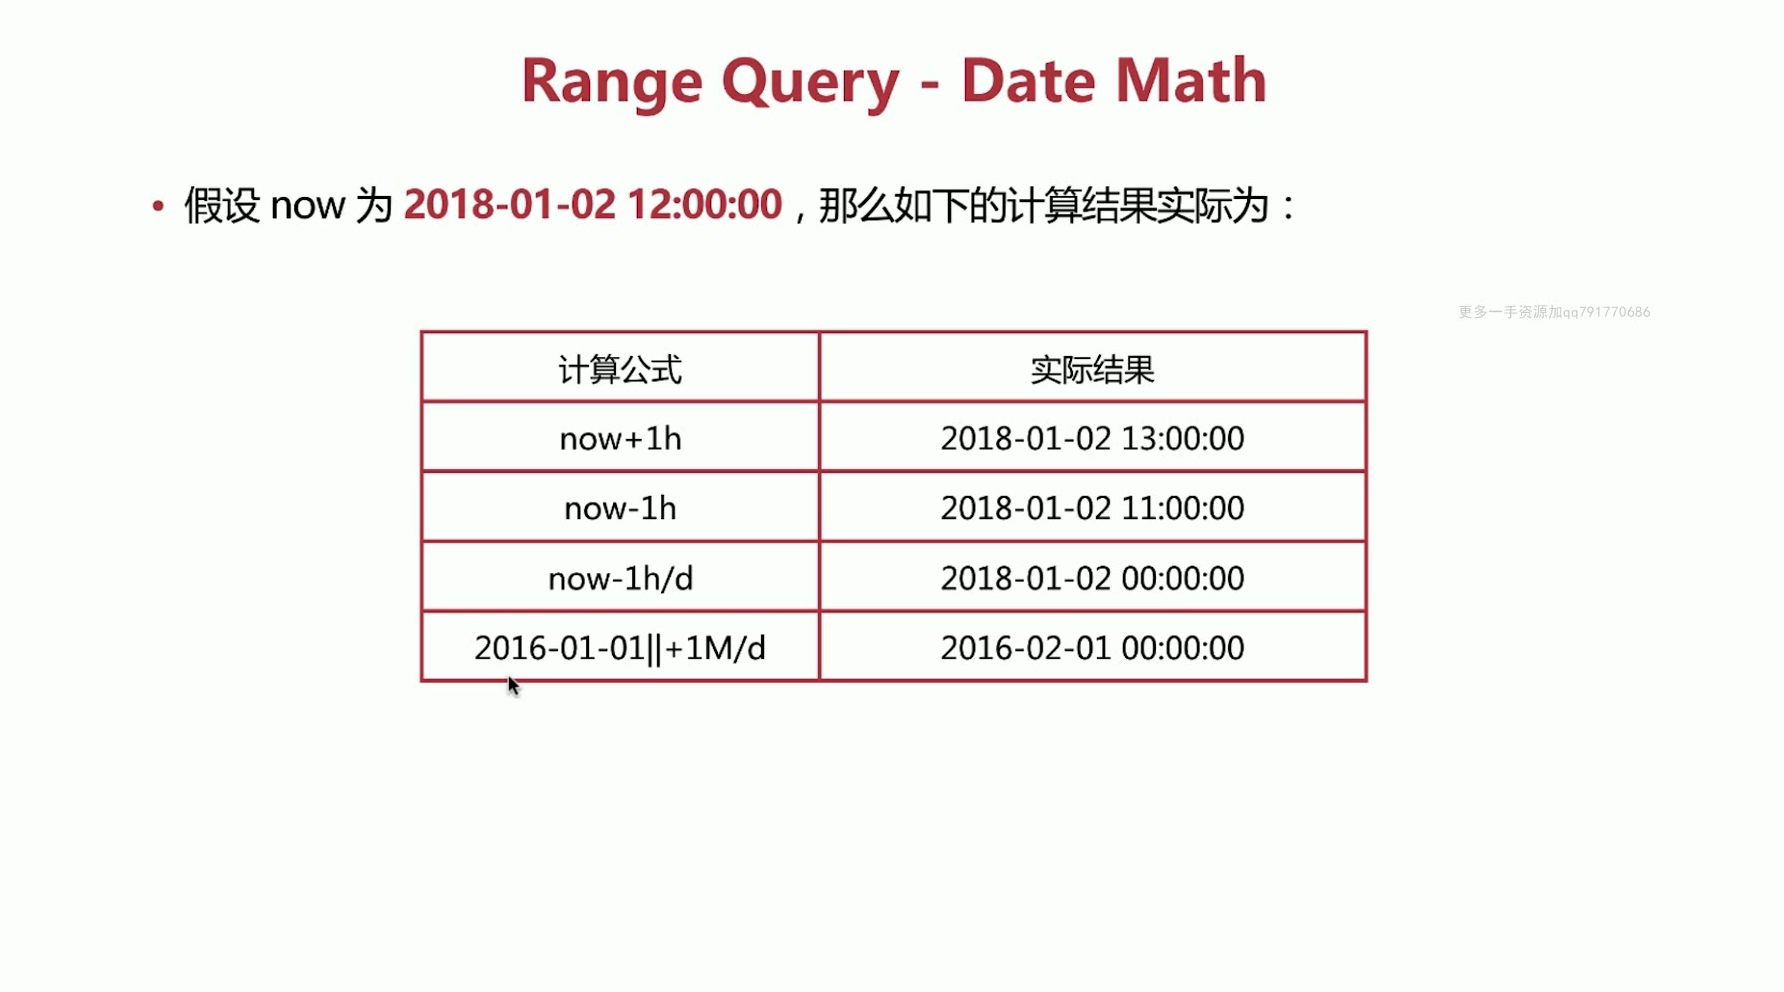 Range Query - Date Math
• 假设 now 为 2018-01-02 12:00:00，那么如下的计算结果实际为：
更多一手资源加qq791770686
计算公式 实际结果
now+1h 2018-01-02 13:00:00
now-1h 2018-01-02 11:00:00
now-1h/d 2018-01-02 00:00:00
2016-01-01||+1M/d 2016-02-01 00:00:00